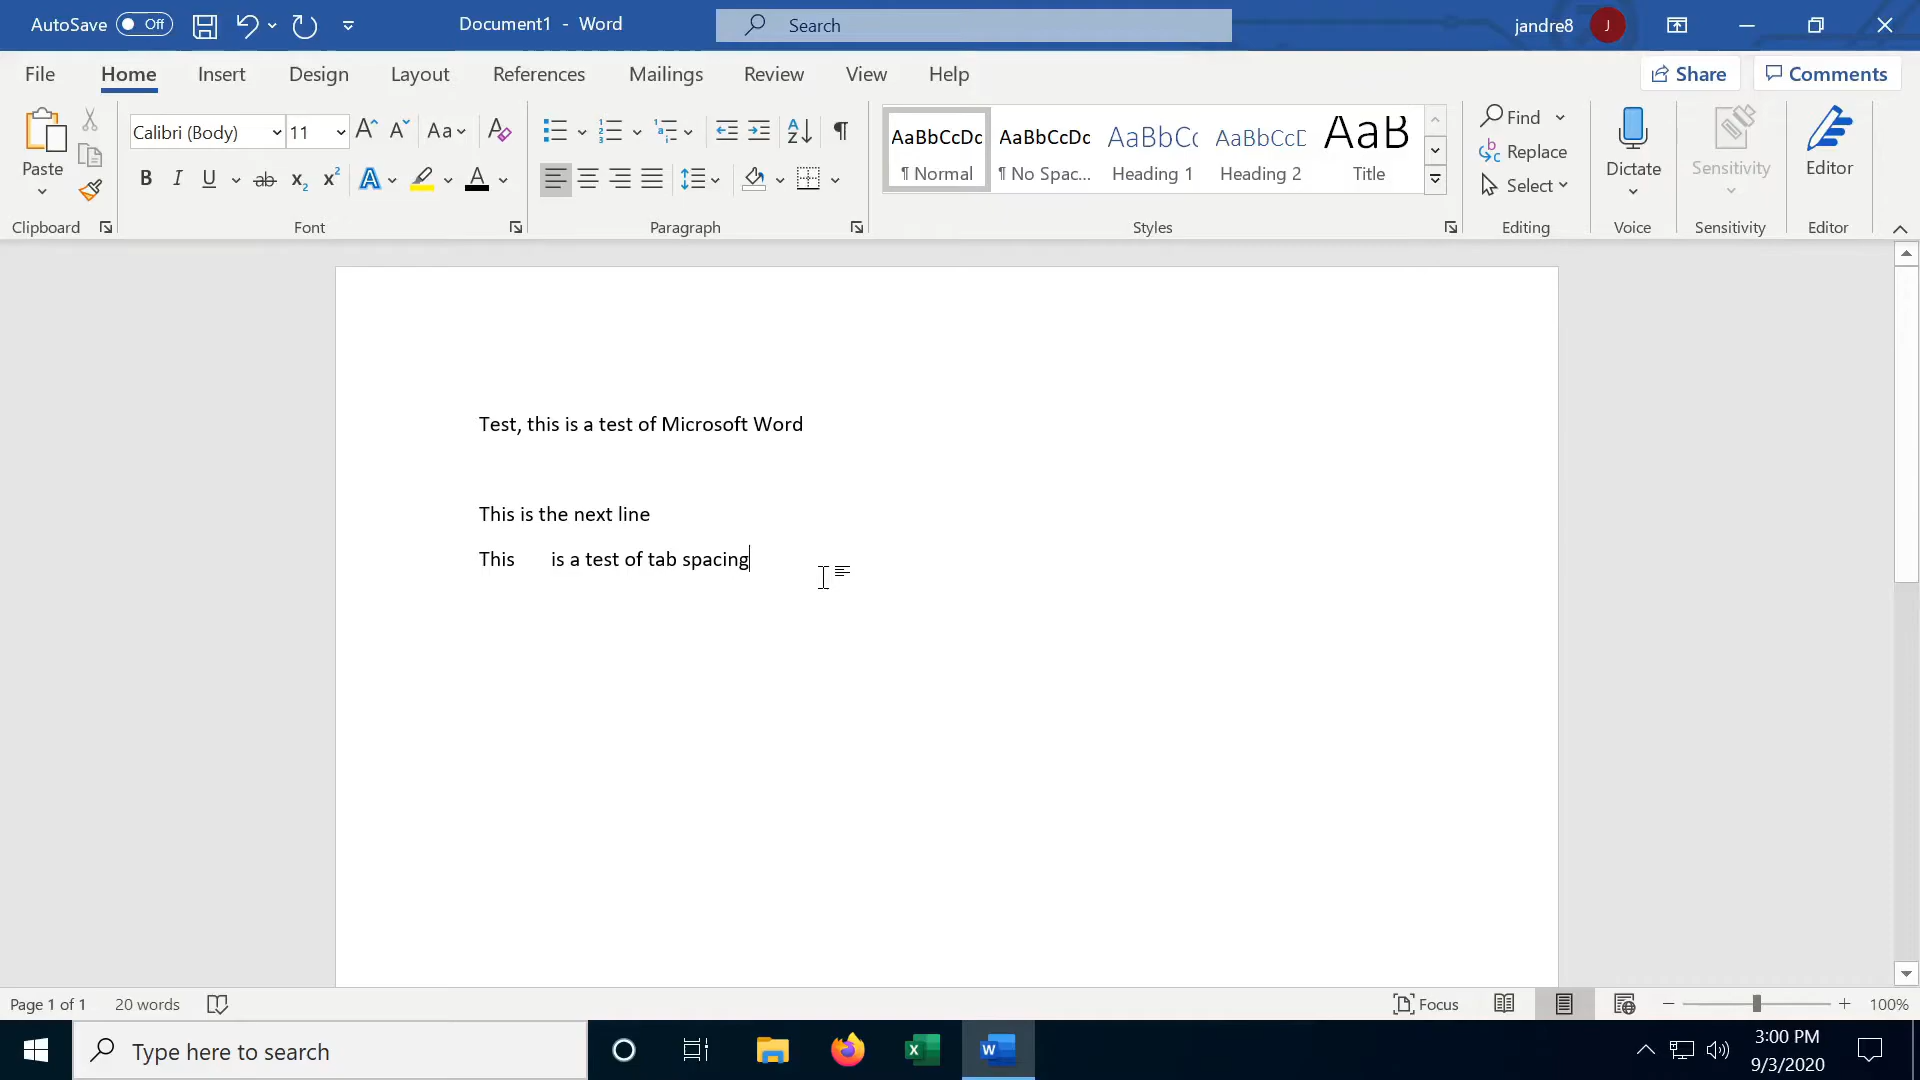 AutoSave Off Document1 - Word Search jandre8 J
File Home Insert Design Layout References Mailings Review View Help Share Comments
Paste Calibri (Body) 11 Aa AaBbCcDc AaBbCcDc AaBbCc AaBbCcD AaB Find Replace Select Dictate Sensitivity Editor
¶ Normal ¶ No Spac... Heading 1 Heading 2 Title
Clipboard Font Paragraph Styles Editing Voice Sensitivity Editor
Test, this is a test of Microsoft Word
This is the next line
This is a test of tab spacing
Page 1 of 1 20 words Focus 100%
Type here to search 3:00 PM
9/3/2020